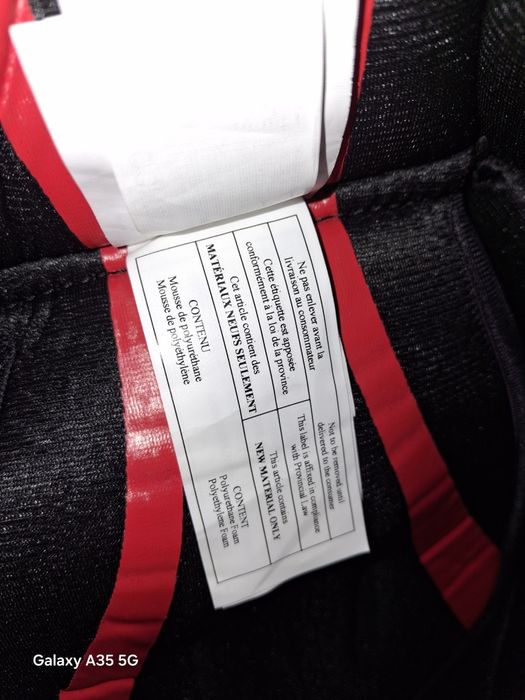 Ne pas enlever avant la
livraison au consommateur
Cette étiquette est apposée
conformément à la loi de la province
Cet article contient des
MATÉRIAUX NEUFS SEULEMENT
CONTENU
Mousse de polyuréthane
Mousse de polyéthylène
Not to be removed until
delivered to the consumer
This label is affixed in compliance
with Provincial Law
This article contains
NEW MATERIAL ONLY
CONTENT
Polyurethane Foam
Polyethylene Foam
Galaxy A35 5G